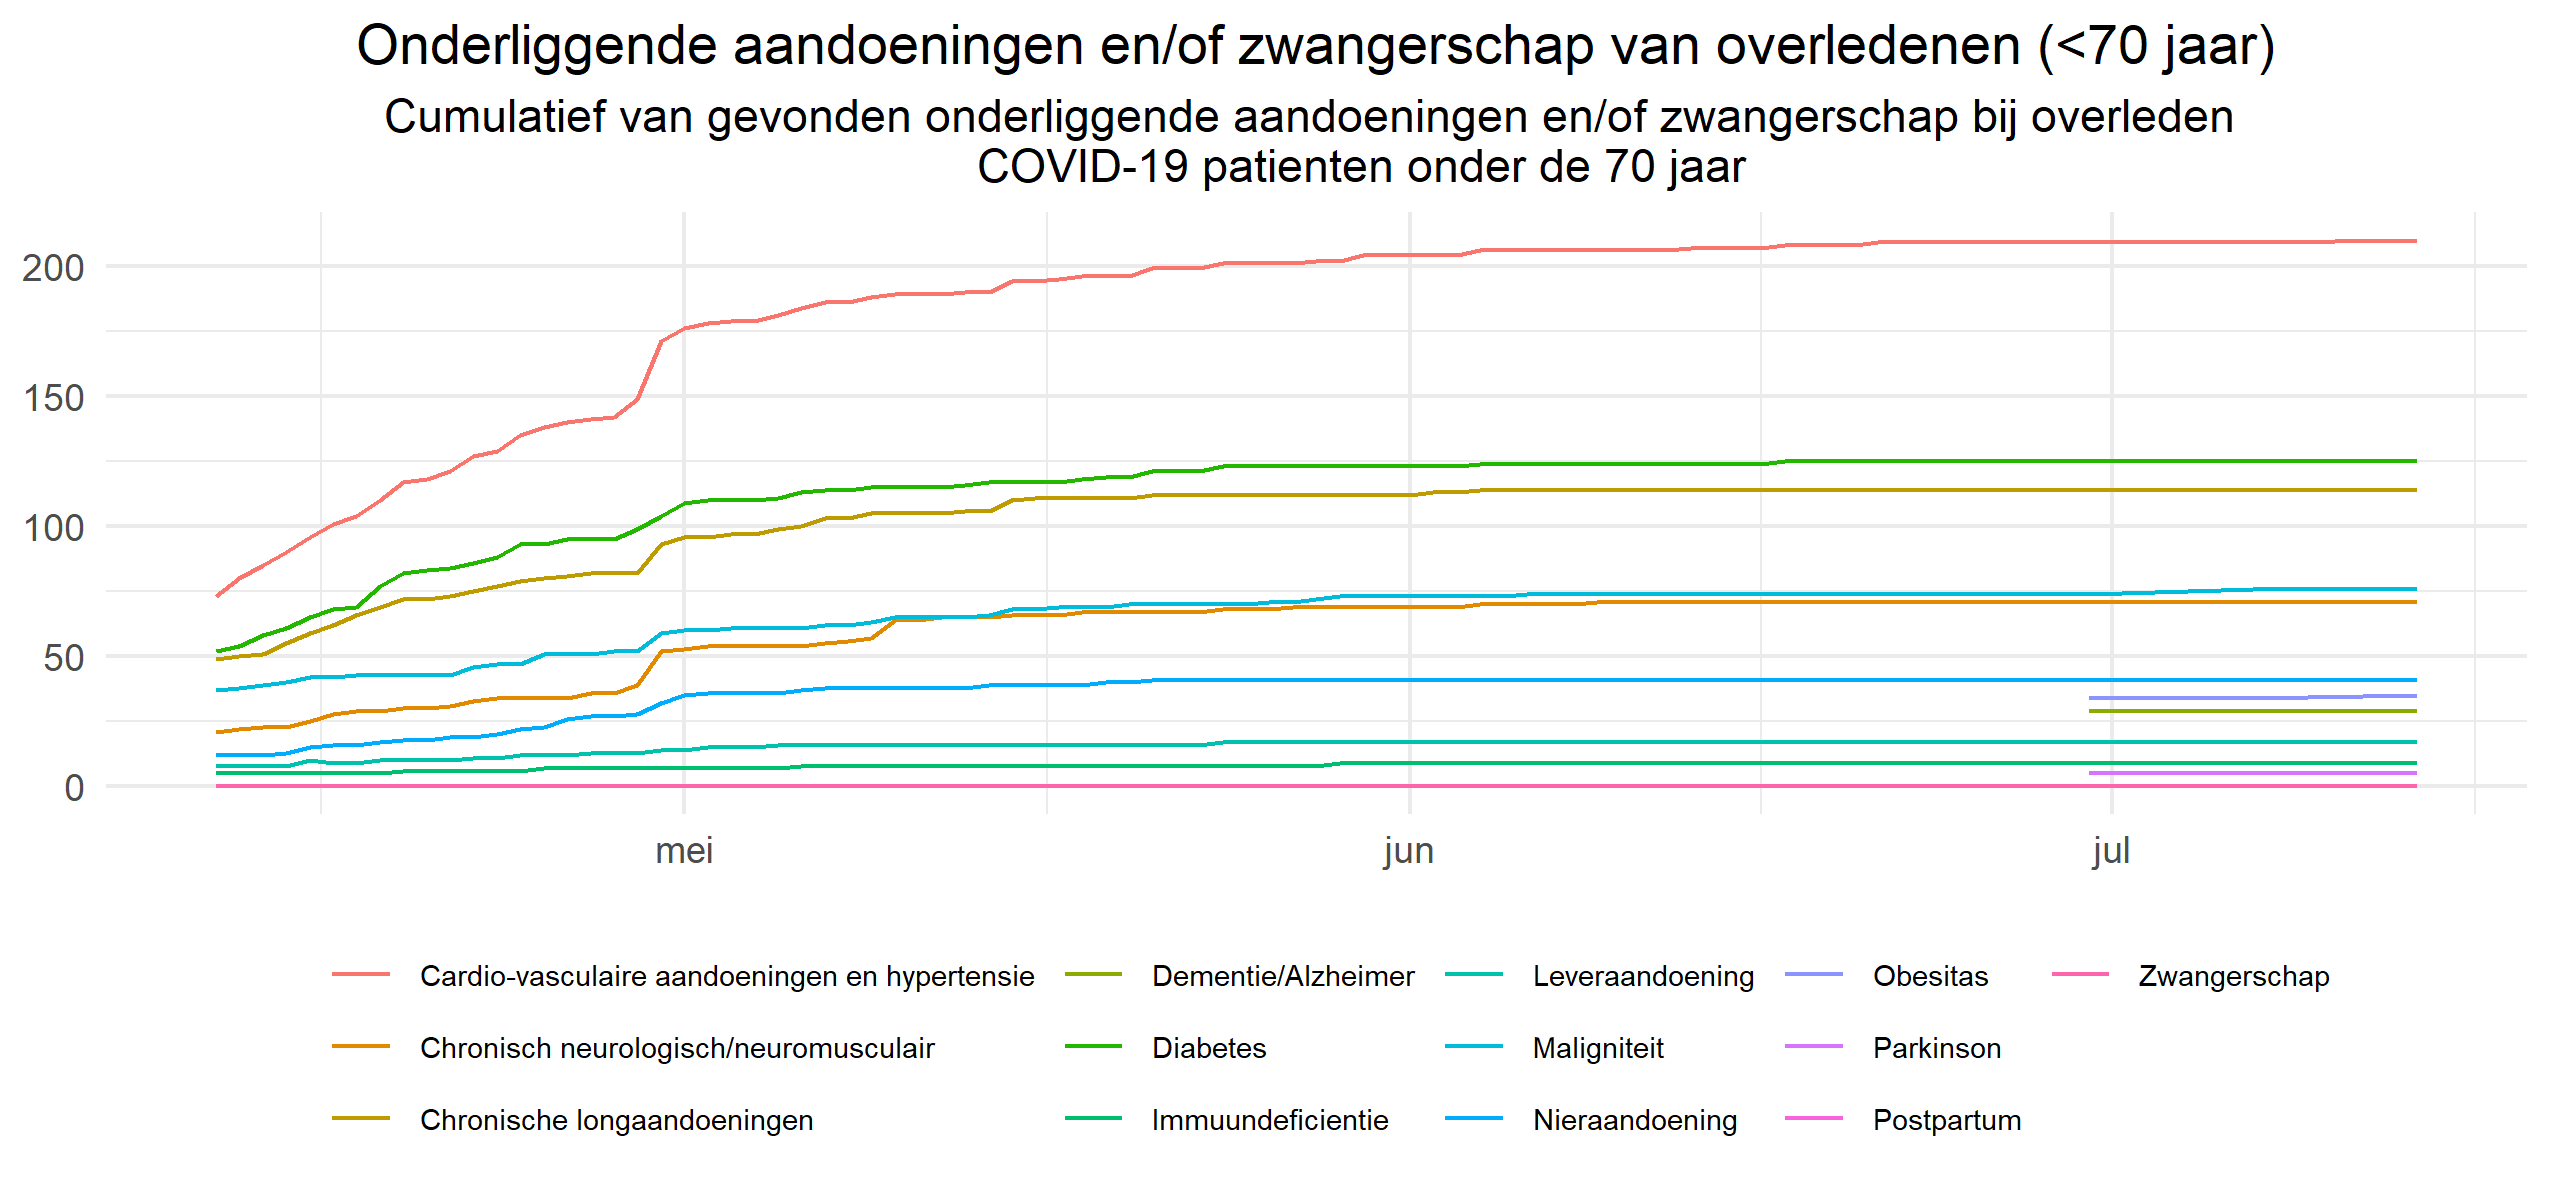 Onderliggende aandoeningen en/of zwangerschap van overledenen (<70 jaar)
Cumulatief van gevonden onderliggende aandoeningen en/of zwangerschap bij overleden
COVID-19 patienten onder de 70 jaar
200
150
100
50
0
mei jun jul
Cardio-vasculaire aandoeningen en hypertensie Dementie/Alzheimer Leveraandoening Obesitas Zwangerschap
Chronisch neurologisch/neuromusculair Diabetes Maligniteit Parkinson
Chronische longaandoeningen Immuundeficientie Nieraandoening Postpartum